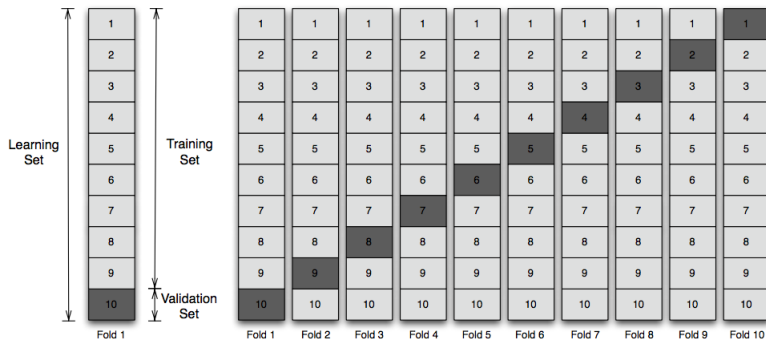 1 1 1 1 1 1 1 1 1 1 1
2 2 2 2 2 2 2 2 2 2 2
3 3 3 3 3 3 3 3 3 3 3
4 4 4 4 4 4 4 4 4 4 4
Learning
Set
Training
Set
5 5 5 5 5 5 5 5 5 5 5
6 6 6 6 6 6 6 6 6 6 6
7 7 7 7 7 7 7 7 7 7 7
8 8 8 8 8 8 8 8 8 8 8
9 9 9 9 9 9 9 9 9 9 9
10 10 10 10 10 10 10 10 10 10 10
Validation
Set
Fold 1 Fold 1 Fold 2 Fold 3 Fold 4 Fold 5 Fold 6 Fold 7 Fold 8 Fold 9 Fold 10